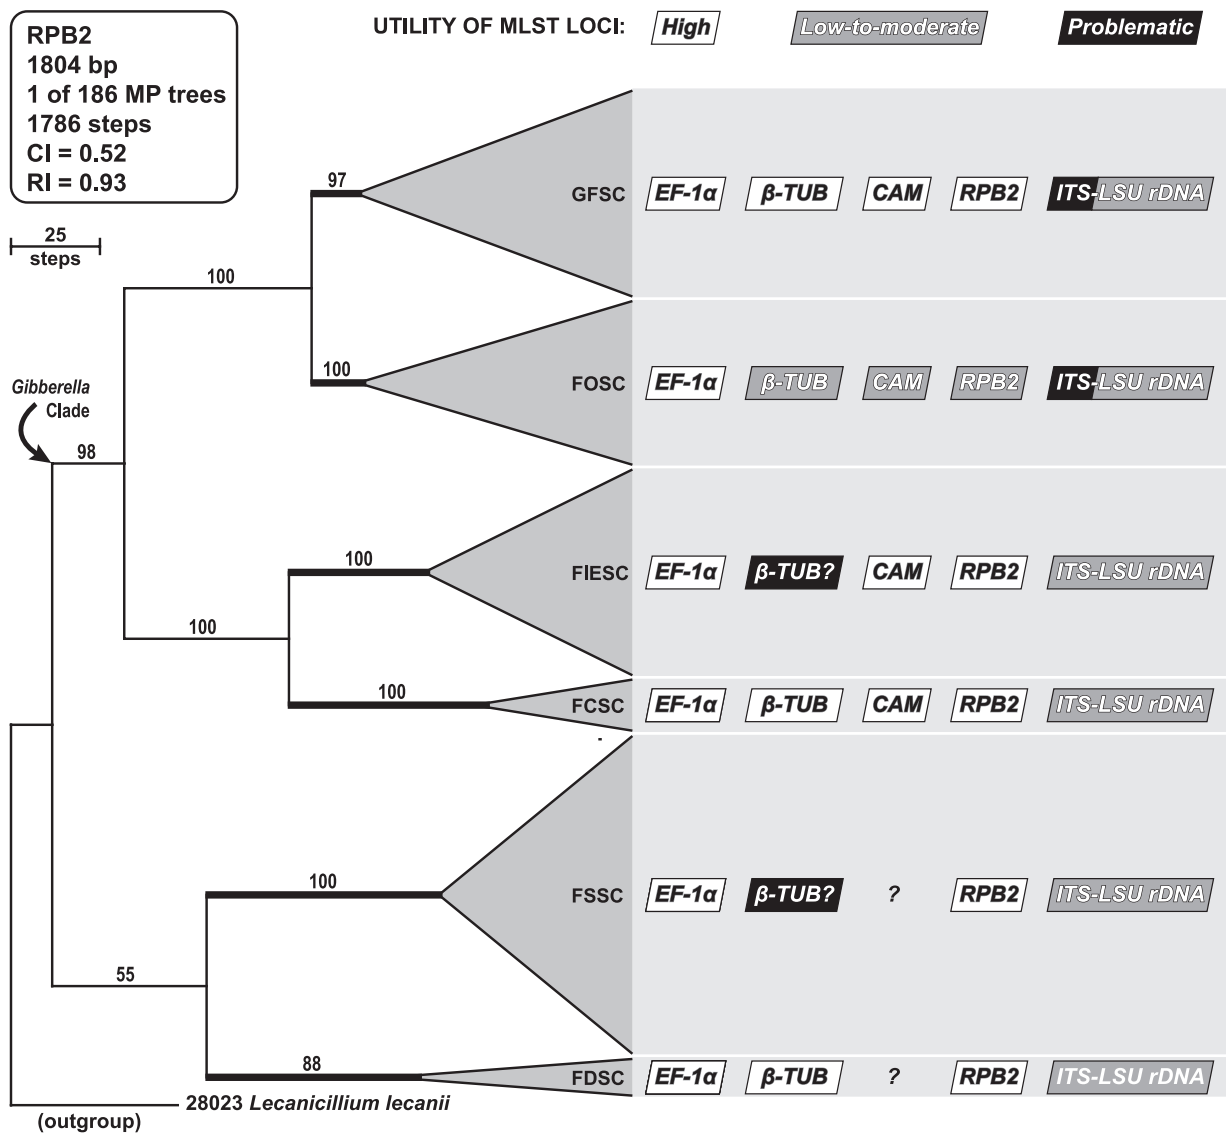 RPB2
1804 bp
1 of 186 MP trees
1786 steps
CI = 0.52
RI = 0.93
UTILITY OF MLST LOCI: High Low-to-moderate Problematic
25
steps
97
GFSC EF-1α β-TUB CAM RPB2 ITS-LSU rDNA
100
100
FOSC EF-1α β-TUB CAM RPB2 ITS-LSU rDNA
Gibberella
Clade
98
100
FIESC EF-1α β-TUB? CAM RPB2 ITS-LSU rDNA
100
100
FCSC EF-1α β-TUB CAM RPB2 ITS-LSU rDNA
100
FSSC EF-1α β-TUB? ? RPB2 ITS-LSU rDNA
55
88
FDSC EF-1α β-TUB ? RPB2 ITS-LSU rDNA
28023 Lecanicillium lecanii
(outgroup)